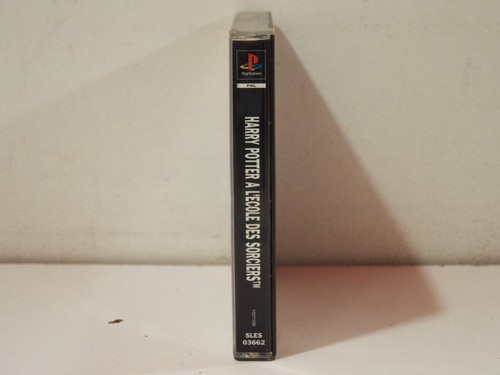 PlayStation
PAL
HARRY POTTER A L'ECOLE DES SORCIERS™
SLES
03662